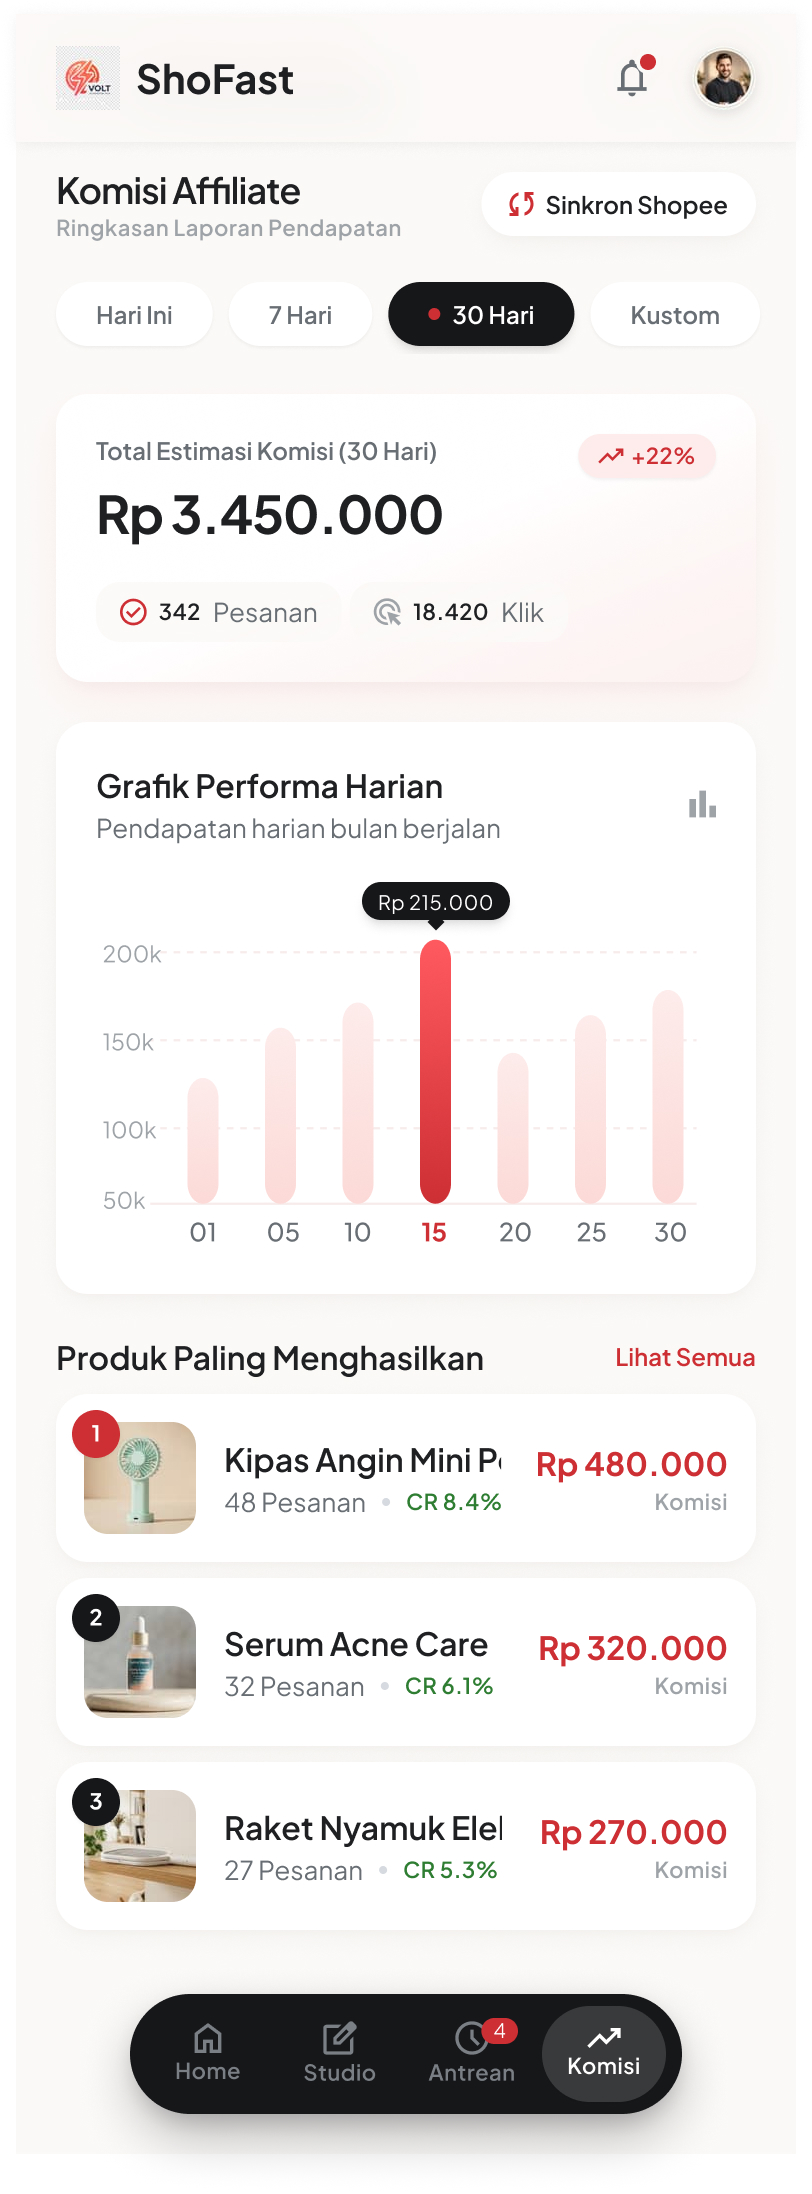 VOLT
ShoFast
Komisi Affiliate
Ringkasan Laporan Pendapatan
Sinkron Shopee
Hari Ini
7 Hari
30 Hari
Kustom
Total Estimasi Komisi (30 Hari)
+22%
Rp 3.450.000
342 Pesanan
18.420 Klik
Grafik Performa Harian
Pendapatan harian bulan berjalan
Rp 215.000
200k
150k
100k
50k
01 05 10 15 20 25 30
Produk Paling Menghasilkan
Lihat Semua
1
Kipas Angin Mini
Rp 480.000
48 Pesanan • CR 8.4%
Komisi
2
Serum Acne Care
Rp 320.000
32 Pesanan • CR 6.1%
Komisi
3
Raket Nyamuk
Rp 270.000
27 Pesanan • CR 5.3%
Komisi
4
Home
Studio
Antrean
Komisi